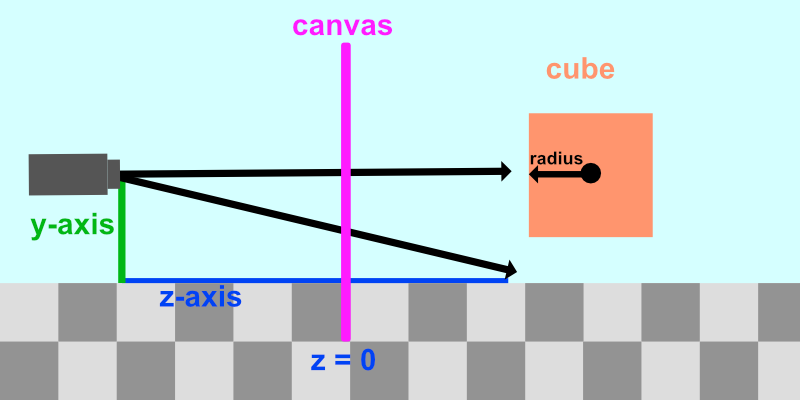 canvas
cube
radius
y-axis
z-axis
z = 0